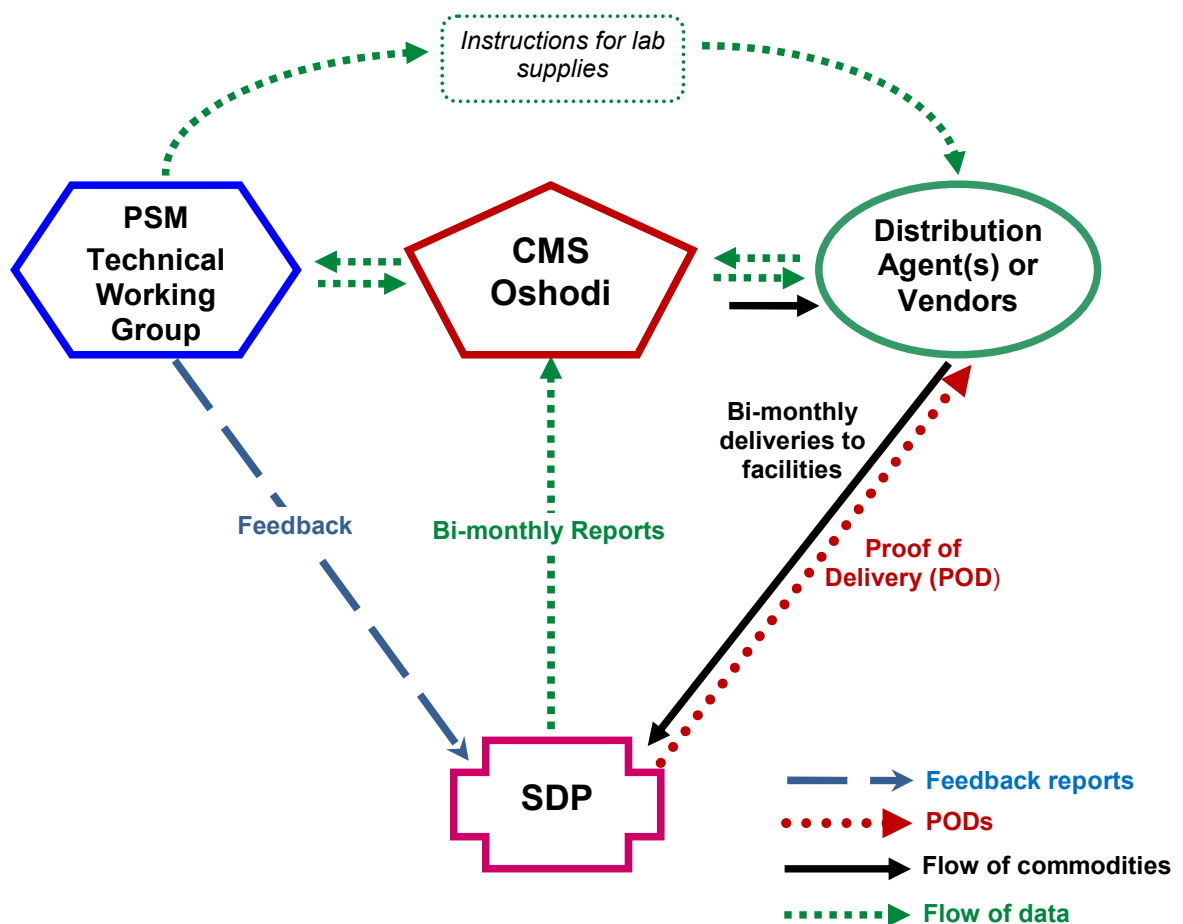 Instructions for lab
supplies
PSM
Technical
Working
Group
CMS
Oshodi
Distribution
Agent(s) or
Vendors
Bi-monthly
deliveries to
facilities
Feedback
Bi-monthly Reports
Proof of
Delivery (POD)
SDP
Feedback reports
PODs
Flow of commodities
Flow of data